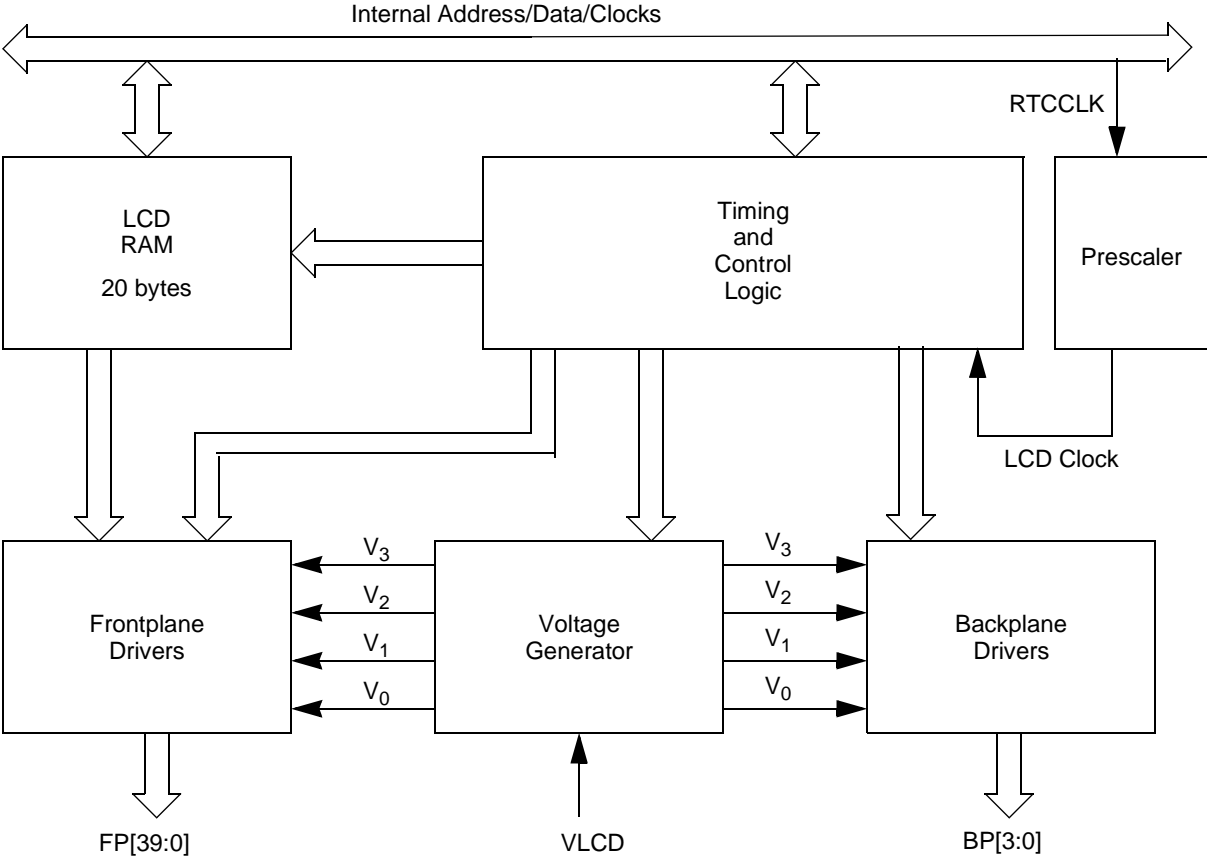 Internal Address/Data/Clocks
RTCCLK
LCD
RAM
20 bytes
Timing
and
Control
Logic
Prescaler
LCD Clock
V3
V2
V1
V0
V3
V2
V1
V0
Frontplane
Drivers
Voltage
Generator
Backplane
Drivers
FP[39:0]
VLCD
BP[3:0]